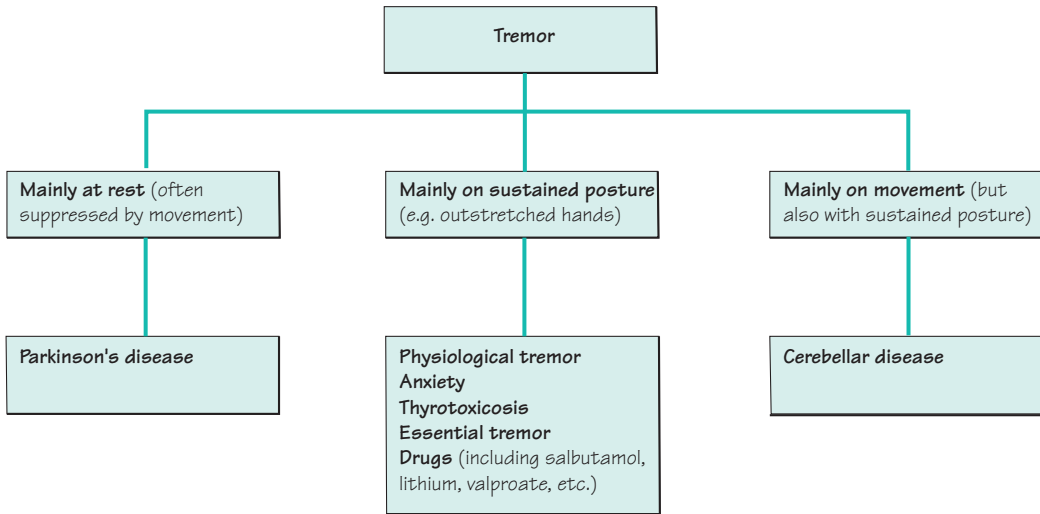 Tremor
Mainly at rest (often
suppressed by movement)
Mainly on sustained posture
(e.g. outstretched hands)
Mainly on movement (but
also with sustained posture)
Parkinson's disease
Physiological tremor
Anxiety
Thyrotoxicosis
Essential tremor
Drugs (including salbutamol,
lithium, valproate, etc.)
Cerebellar disease